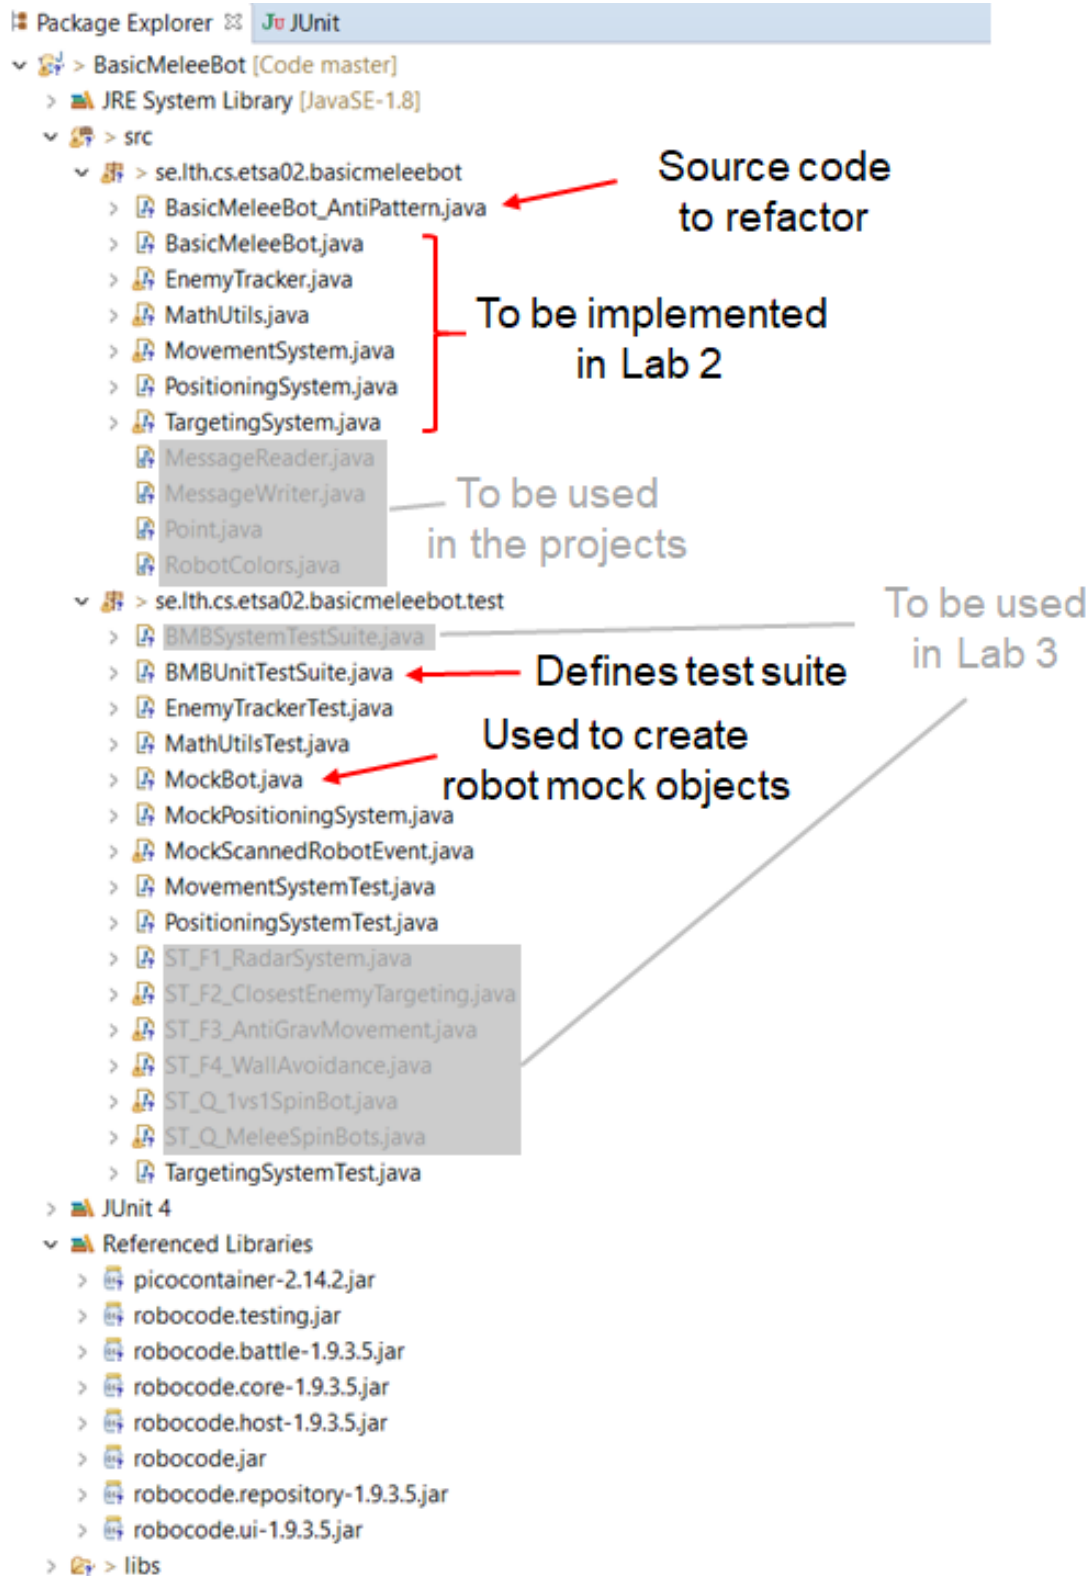 Package Explorer JUnit
> BasicMeleeBot [Code master]
JRE System Library [JavaSE-1.8]
> src
> se.lth.cs.etsa02.basicmeleebot
BasicMeleeBot_AntiPattern.java
BasicMeleeBot.java
EnemyTracker.java
MathUtils.java
MovementSystem.java
PositioningSystem.java
TargetingSystem.java
MessageReader.java
MessageWriter.java
Point.java
RobotColors.java
> se.lth.cs.etsa02.basicmeleebot.test
BMBSystemTestSuite.java
BMBUnitTestSuite.java
EnemyTrackerTest.java
MathUtilsTest.java
MockBot.java
MockPositioningSystem.java
MockScannedRobotEvent.java
MovementSystemTest.java
PositioningSystemTest.java
ST_F1_RadarSystem.java
ST_F2_ClosestEnemyTargeting.java
ST_F3_AntiGravMovement.java
ST_F4_WallAvoidance.java
ST_Q_1vs1SpinBot.java
ST_Q_MeleeSpinBots.java
TargetingSystemTest.java
JUnit 4
Referenced Libraries
picocontainer-2.14.2.jar
robocode.testing.jar
robocode.battle-1.9.3.5.jar
robocode.core-1.9.3.5.jar
robocode.host-1.9.3.5.jar
robocode.jar
robocode.repository-1.9.3.5.jar
robocode.ui-1.9.3.5.jar
> libs
Source code
to refactor
To be implemented
in Lab 2
To be used
in the projects
To be used
in Lab 3
Defines test suite
Used to create
robot mock objects